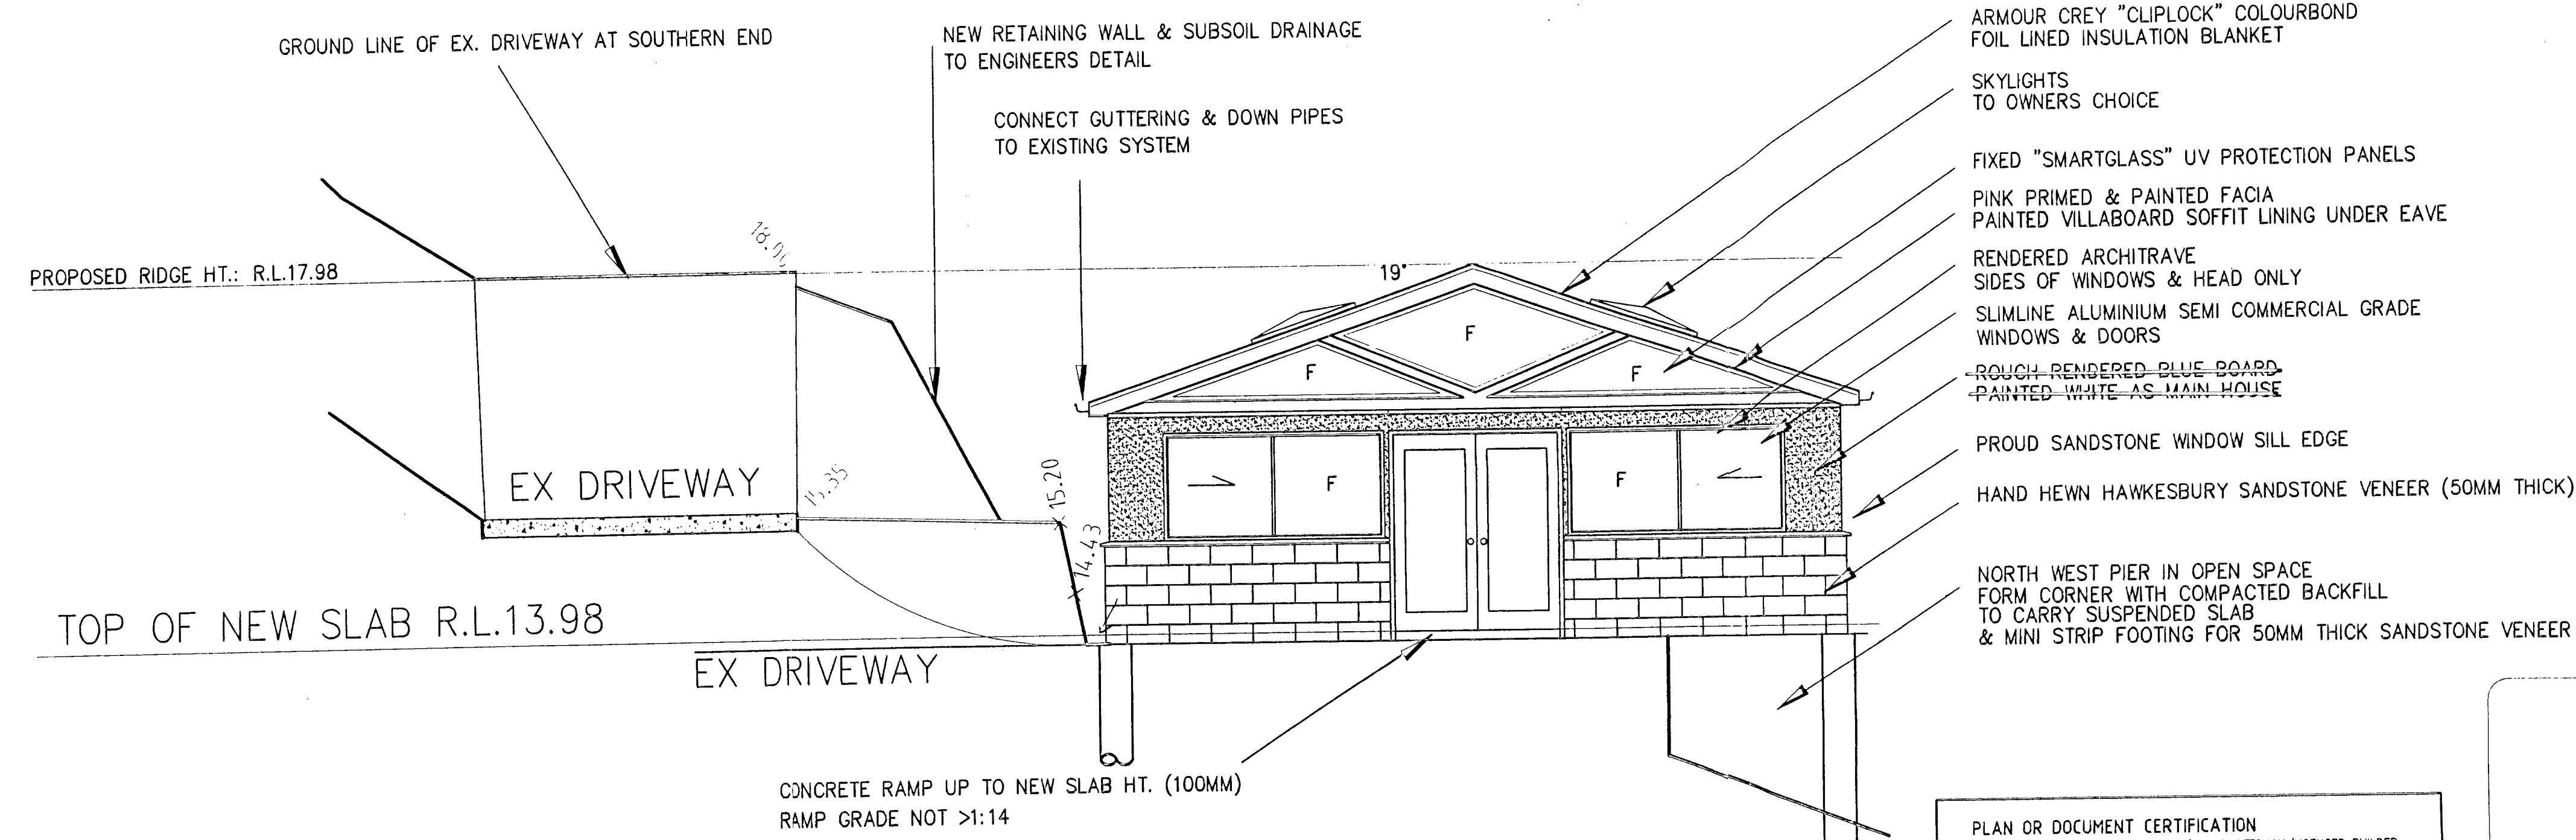 GROUND LINE OF EX. DRIVEWAY AT SOUTHERN END
NEW RETAINING WALL & SUBSOIL DRAINAGE
TO ENGINEERS DETAIL
CONNECT GUTTERING & DOWN PIPES
TO EXISTING SYSTEM
ARMOUR CREY "CLIPLOCK" COLOURBOND
FOIL LINED INSULATION BLANKET
SKYLIGHTS
TO OWNERS CHOICE
FIXED "SMARTGLASS" UV PROTECTION PANELS
PINK PRIMED & PAINTED FACIA
PAINTED VILLABOARD SOFFIT LINING UNDER EAVE
RENDERED ARCHITRAVE
SIDES OF WINDOWS & HEAD ONLY
SLIMLINE ALUMINIUM SEMI COMMERCIAL GRADE
WINDOWS & DOORS
ROUGH RENDERED BLUE BOARD
PAINTED WHITE AS MAIN HOUSE
PROUD SANDSTONE WINDOW SILL EDGE
HAND HEWN HAWKESBURY SANDSTONE VENEER (50MM THICK)
NORTH WEST PIER IN OPEN SPACE
FORM CORNER WITH COMPACTED BACKFILL
TO CARRY SUSPENDED SLAB
& MINI STRIP FOOTING FOR 50MM THICK SANDSTONE VENEER
PROPOSED RIDGE HT.: R.L.17.98
19°
F
F
F
F
F
EX DRIVEWAY
15.35
15.20
14.43
TOP OF NEW SLAB R.L.13.98
EX DRIVEWAY
CONCRETE RAMP UP TO NEW SLAB HT. (100MM)
RAMP GRADE NOT >1:14
PLAN OR DOCUMENT CERTIFICATION